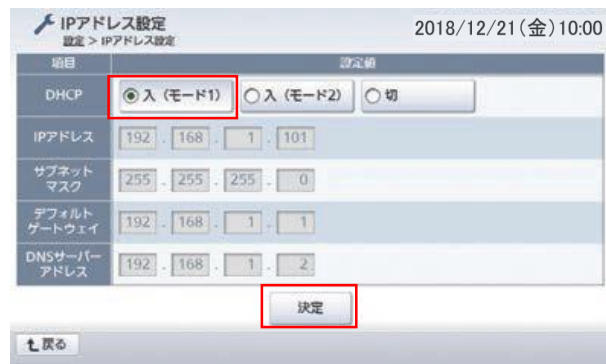 IPアドレス設定
設定 > IPアドレス設定
2018/12/21(金)10:00
項目 設定値
DHCP 入(モード1) 入(モード2) 切
IPアドレス 192 . 168 . 1 . 101
サブネット
マスク 255 . 255 . 255 . 0
デフォルト
ゲートウェイ 192 . 168 . 1 . 1
DNSサーバー
アドレス 192 . 168 . 1 . 2
決定
戻る